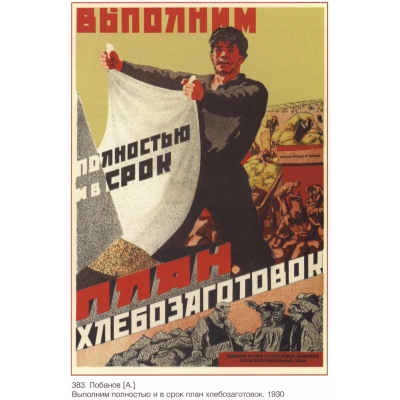 ВЫПОЛНИМ
ПОЛНОСТЬЮ
И В СРОК
ПЛАН
ХЛЕБОЗАГОТОВОК
383. Лобанов [А.]
Выполним полностью и в срок план хлебозаготовок. 1930